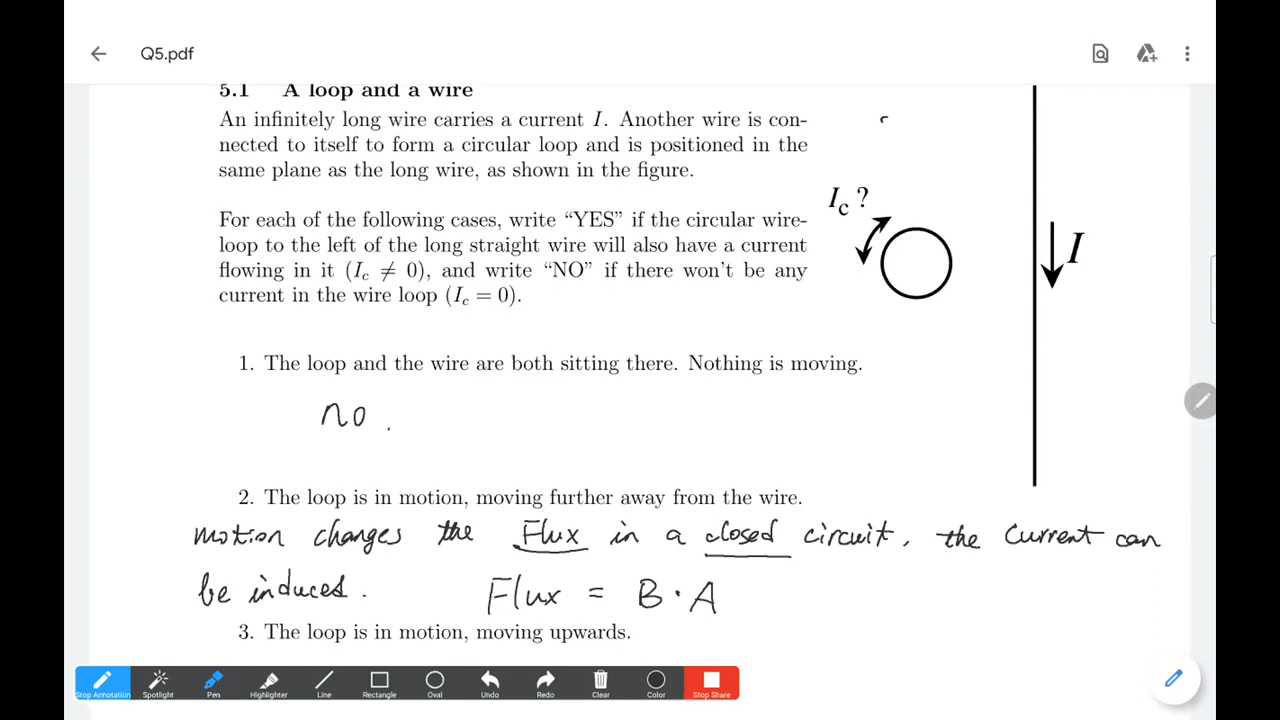 Q5.pdf
5.1 A loop and a wire
An infinitely long wire carries a current I. Another wire is con-
nected to itself to form a circular loop and is positioned in the
same plane as the long wire, as shown in the figure.
I_c ?
For each of the following cases, write “YES” if the circular wire-
loop to the left of the long straight wire will also have a current
flowing in it (I_c ≠ 0), and write “NO” if there won’t be any
current in the wire loop (I_c = 0).
I
1. The loop and the wire are both sitting there. Nothing is moving.
no .
2. The loop is in motion, moving further away from the wire.
motion changes the Flux in a closed circuit, the current can
be induced. Flux = B · A
3. The loop is in motion, moving upwards.
Stop Annotation Spotlight Pen Highlighter Line Rectangle Oval Undo Redo Clear Color Stop Share